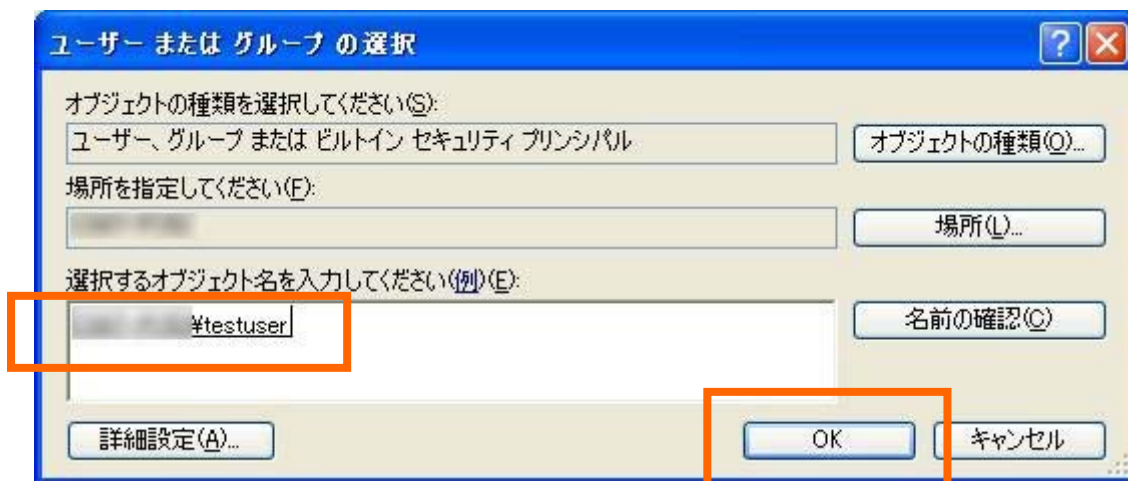 ユーザー または グループ の選択
オブジェクトの種類を選択してください(S):
ユーザー、グループ または ビルトイン セキュリティ プリンシパル
オブジェクトの種類(O)...
場所を指定してください(F):
場所(L)...
選択するオブジェクト名を入力してください(例)(E):
¥testuser
名前の確認(C)
詳細設定(A)...
OK
キャンセル